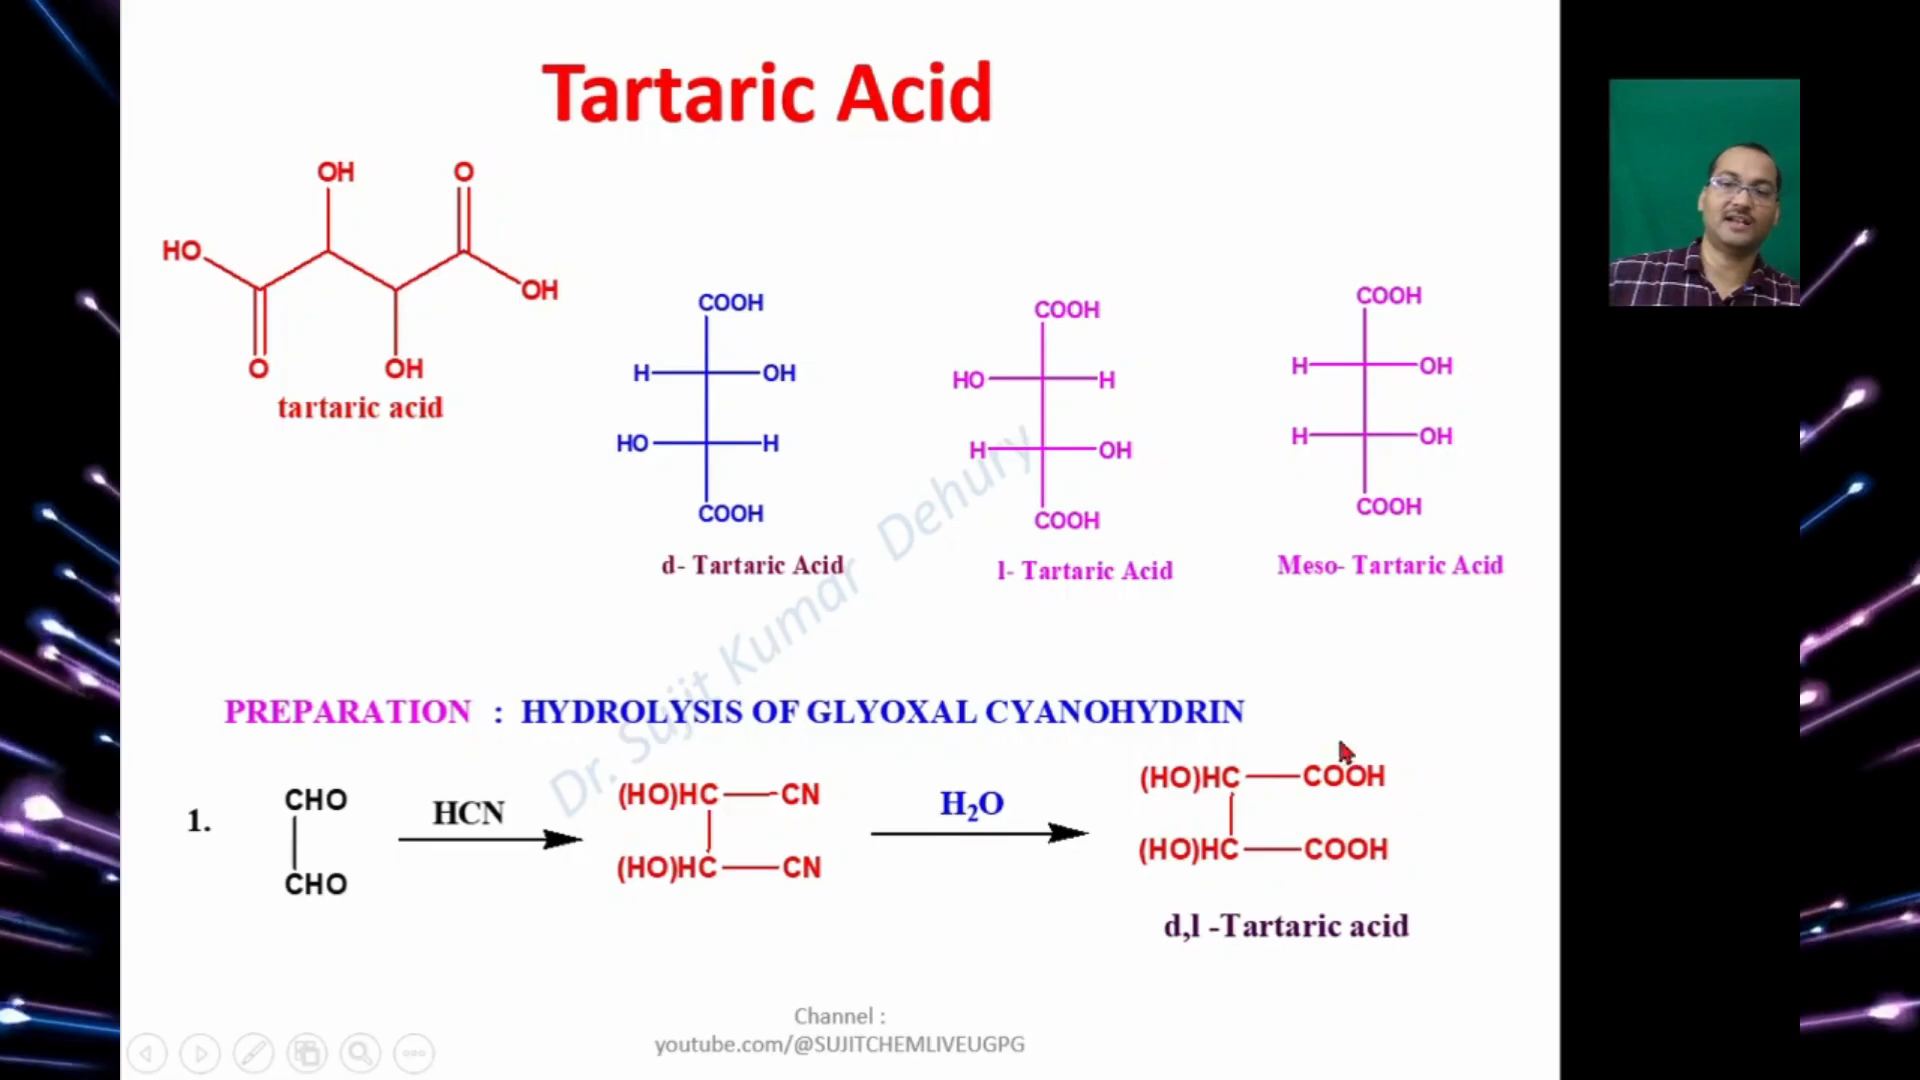 Tartaric Acid
OH
O
HO
OH
O
OH
tartaric acid
COOH
H
OH
HO
H
COOH
d- Tartaric Acid
COOH
HO
H
H
OH
COOH
l- Tartaric Acid
COOH
H
OH
H
OH
COOH
Meso- Tartaric Acid
Dr. Sujit Kumar Dehury
PREPARATION : HYDROLYSIS OF GLYOXAL CYANOHYDRIN
1.
CHO
CHO
HCN
(HO)HC CN
(HO)HC CN
H₂O
(HO)HC COOH
(HO)HC COOH
d,l -Tartaric acid
Channel :
youtube.com/@SUJITCHEMLIVEUGPG